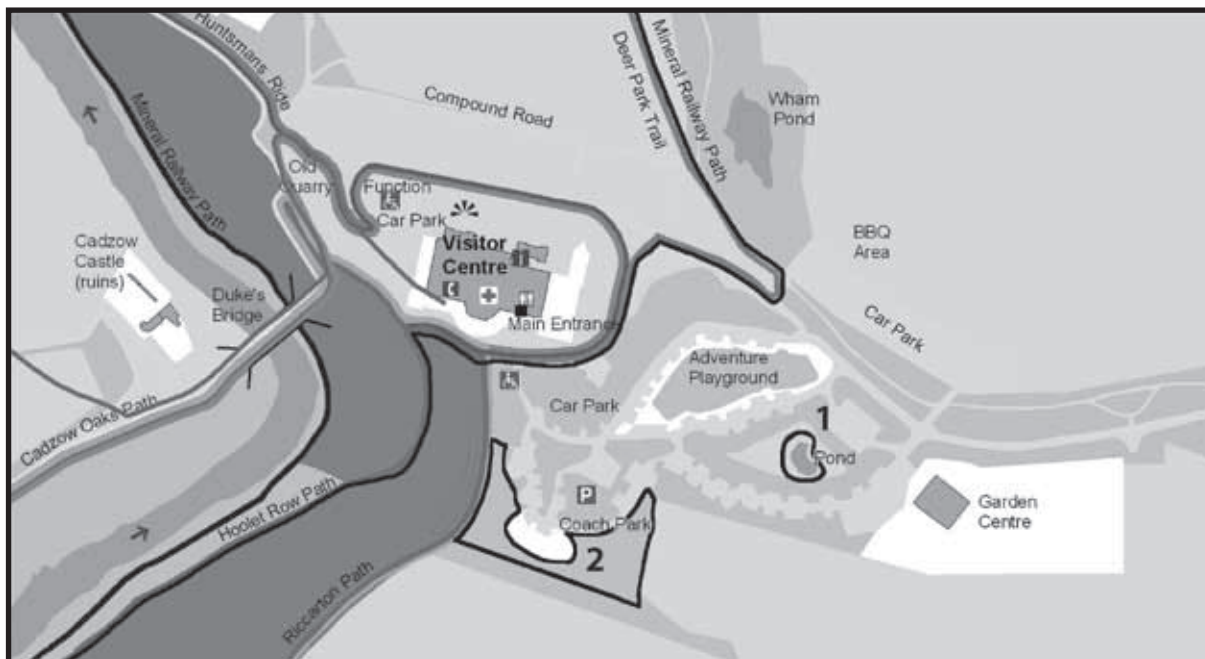 Huntsmans Ride
Mineral Railway Path
Deer Park Trail
Mineral Railway Path
Compound Road
Wham
Pond
Old
Quarry
Function
Car Park
Visitor
Centre
Main Entrance
BBQ
Area
Cadzow
Castle
(ruins)
Duke's
Bridge
Car Park
Adventure
Playground
Car Park
1
Pond
Cadzow Oaks Path
Hoolet Row Path
P
Coach Park
2
Garden
Centre
Riccarton Path